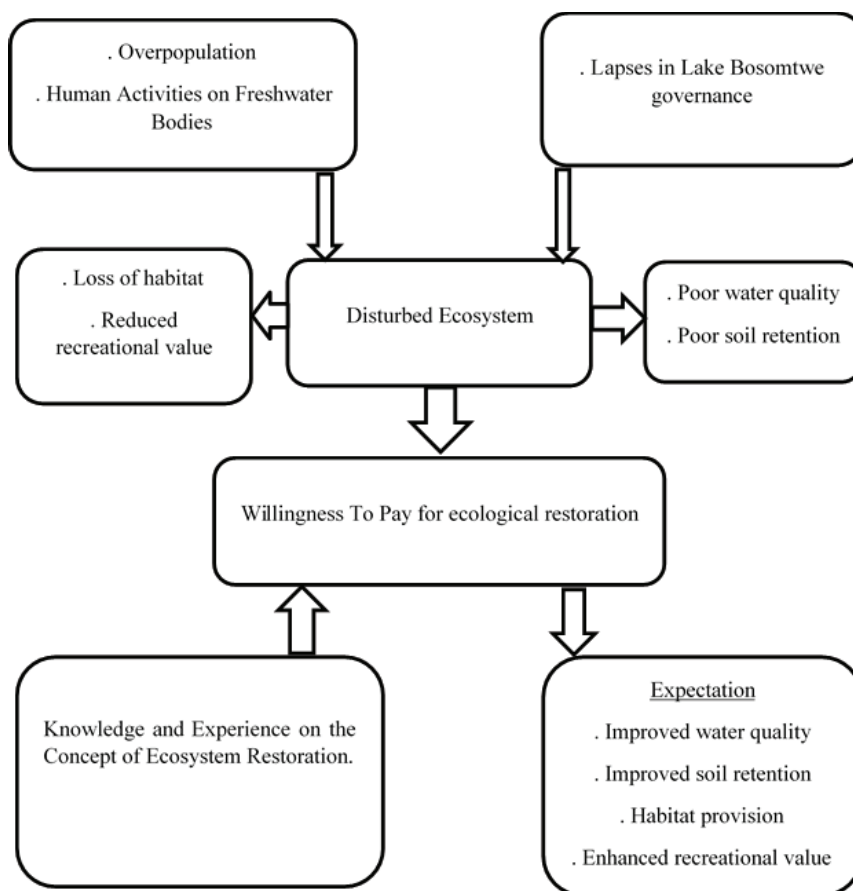 . Overpopulation
. Human Activities on Freshwater
Bodies
. Lapses in Lake Bosomtwe
governance
. Loss of habitat
. Reduced
recreational value
Disturbed Ecosystem
. Poor water quality
. Poor soil retention
Willingness To Pay for ecological restoration
Knowledge and Experience on the
Concept of Ecosystem Restoration.
Expectation
. Improved water quality
. Improved soil retention
. Habitat provision
. Enhanced recreational value